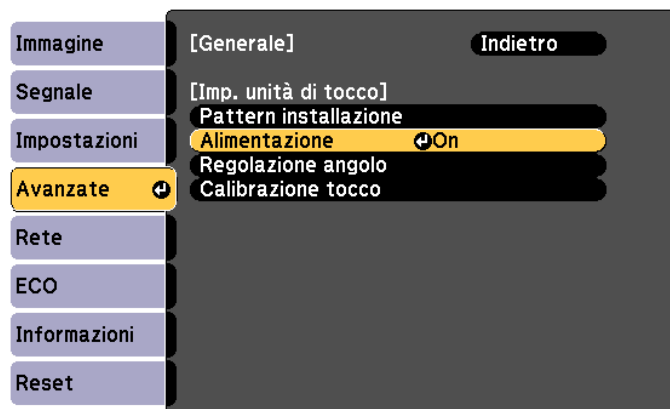 Immagine
Segnale
Impostazioni
Avanzate
Rete
ECO
Informazioni
Reset
[Generale] Indietro
[Imp. unità di tocco]
Pattern installazione
Alimentazione On
Regolazione angolo
Calibrazione tocco